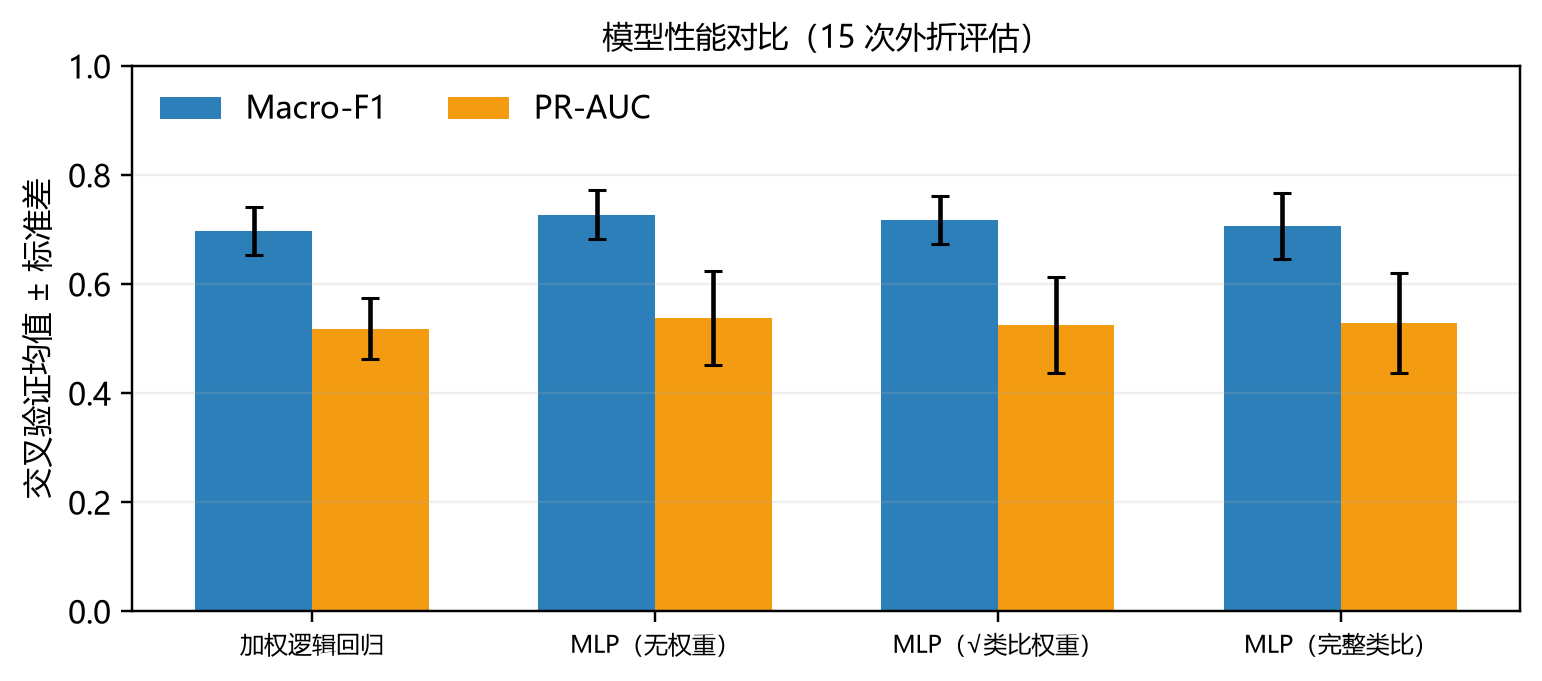 模型性能对比（15 次外折评估）
Macro-F1
PR-AUC
交叉验证均值 ± 标准差
1.0
0.8
0.6
0.4
0.2
0.0
加权逻辑回归
MLP（无权重）
MLP（√类比权重）
MLP（完整类比）